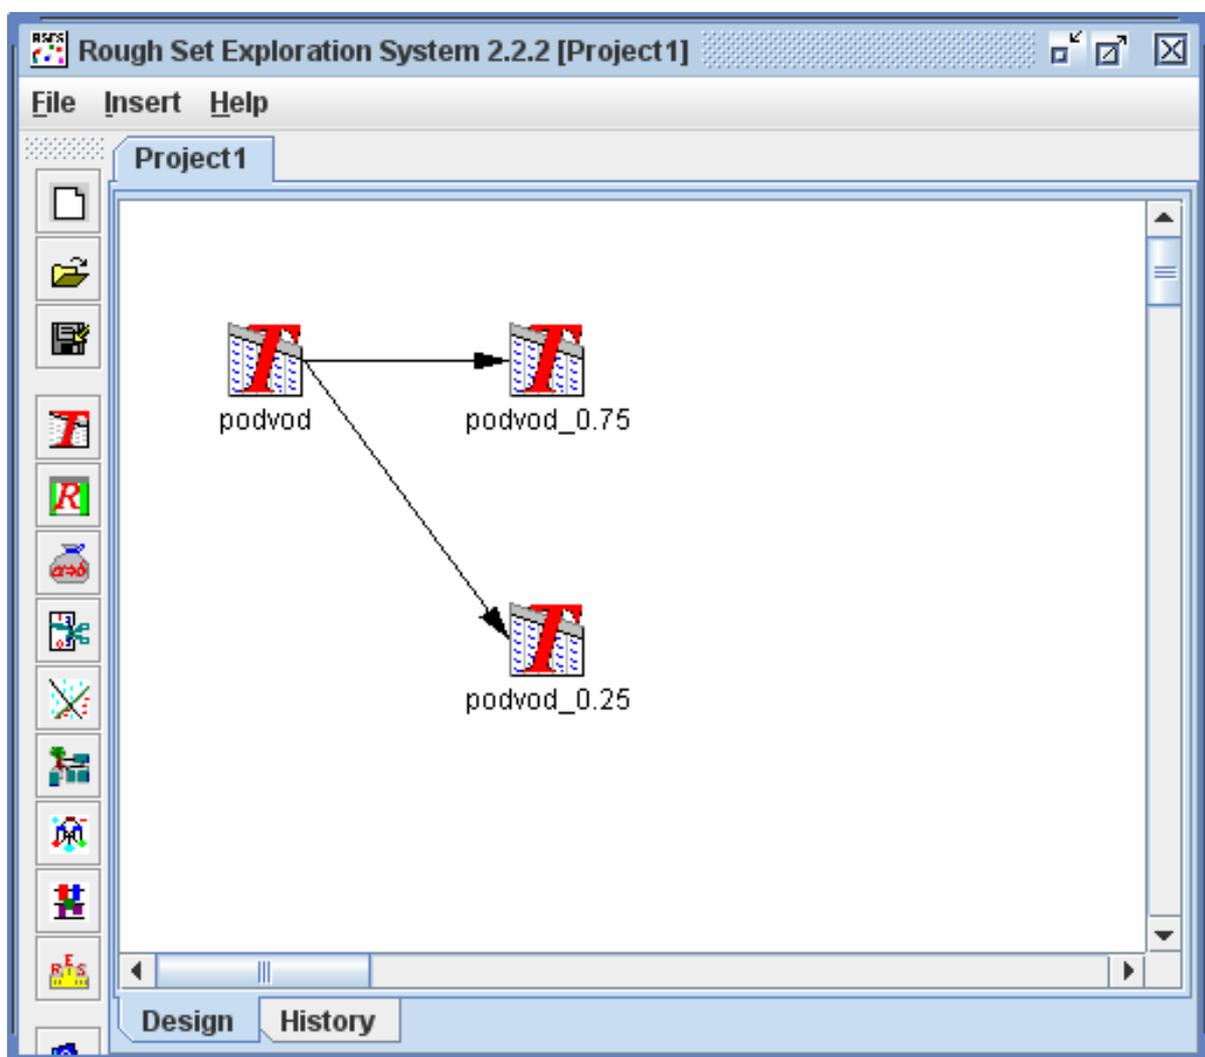 RSES
Rough Set Exploration System 2.2.2 [Project1]
File Insert Help
Project1
podvod
podvod_0.75
podvod_0.25
Design History